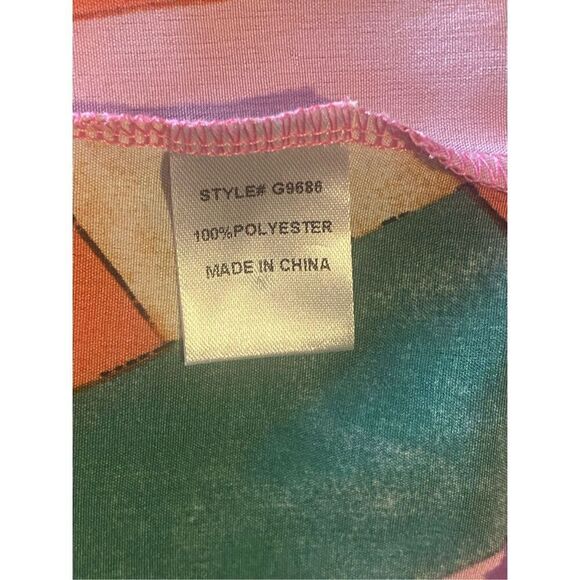 STYLE# G9686
100%POLYESTER
MADE IN CHINA